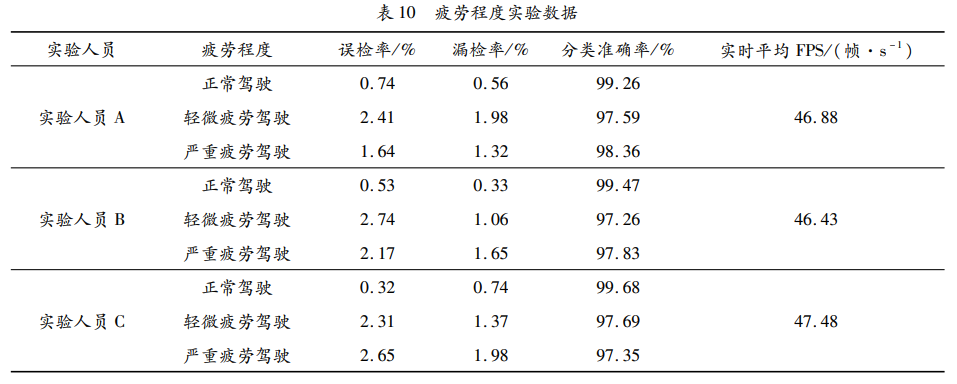 表 10 疲劳程度实验数据
实验人员 疲劳程度 误检率/% 漏检率/% 分类准确率/% 实时平均 FPS/(帧·s⁻¹)
正常驾驶 0.74 0.56 99.26
实验人员 A 轻微疲劳驾驶 2.41 1.98 97.59 46.88
严重疲劳驾驶 1.64 1.32 98.36
正常驾驶 0.53 0.33 99.47
实验人员 B 轻微疲劳驾驶 2.74 1.06 97.26 46.43
严重疲劳驾驶 2.17 1.65 97.83
正常驾驶 0.32 0.74 99.68
实验人员 C 轻微疲劳驾驶 2.31 1.37 97.69 47.48
严重疲劳驾驶 2.65 1.98 97.35